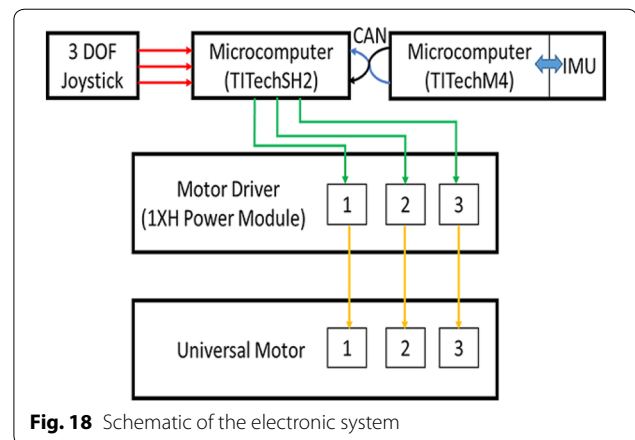 3 DOF
Joystick
Microcomputer
(TITechSH2)
CAN
Microcomputer
(TITechM4)
IMU
Motor Driver
(1XH Power Module)
1
2
3
Universal Motor
1
2
3
Fig. 18 Schematic of the electronic system